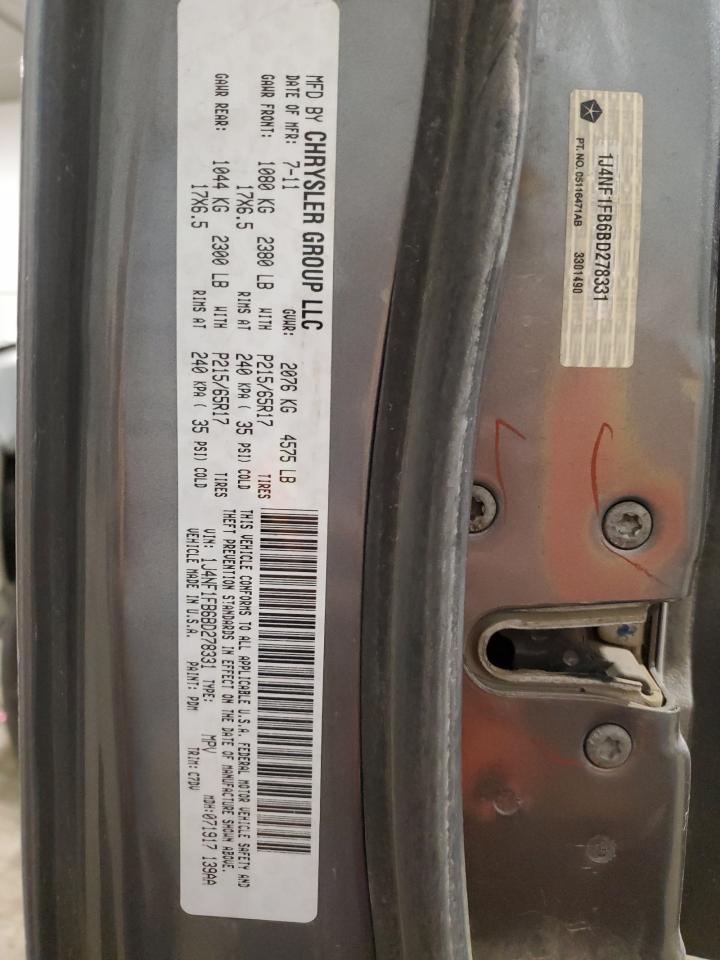 MFD BY CHRYSLER GROUP LLC
DATE OF MFR: 7-11 GVWR: 2076 KG 4575 LB
GAWR FRONT: 1080 KG 2380 LB WITH P215/65R17 TIRES
17X6.5 RIMS AT 240 KPA ( 35 PSI) COLD
GAWR REAR: 1044 KG 2300 LB WITH P215/65R17 TIRES
17X6.5 RIMS AT 240 KPA ( 35 PSI) COLD
THIS VEHICLE CONFORMS TO ALL APPLICABLE U.S.A. FEDERAL MOTOR VEHICLE SAFETY AND
THEFT PREVENTION STANDARDS IN EFFECT ON THE DATE OF MANUFACTURE SHOWN ABOVE.
VIN: 1J4NF1FB6BD278331 TYPE: MPV MDH:071917 139AA
VEHICLE MADE IN U.S.A. PAINT: PDM TRIM: C7DV
1J4NF1FB6BD278331
PT. NO. 05116471AB 3301490